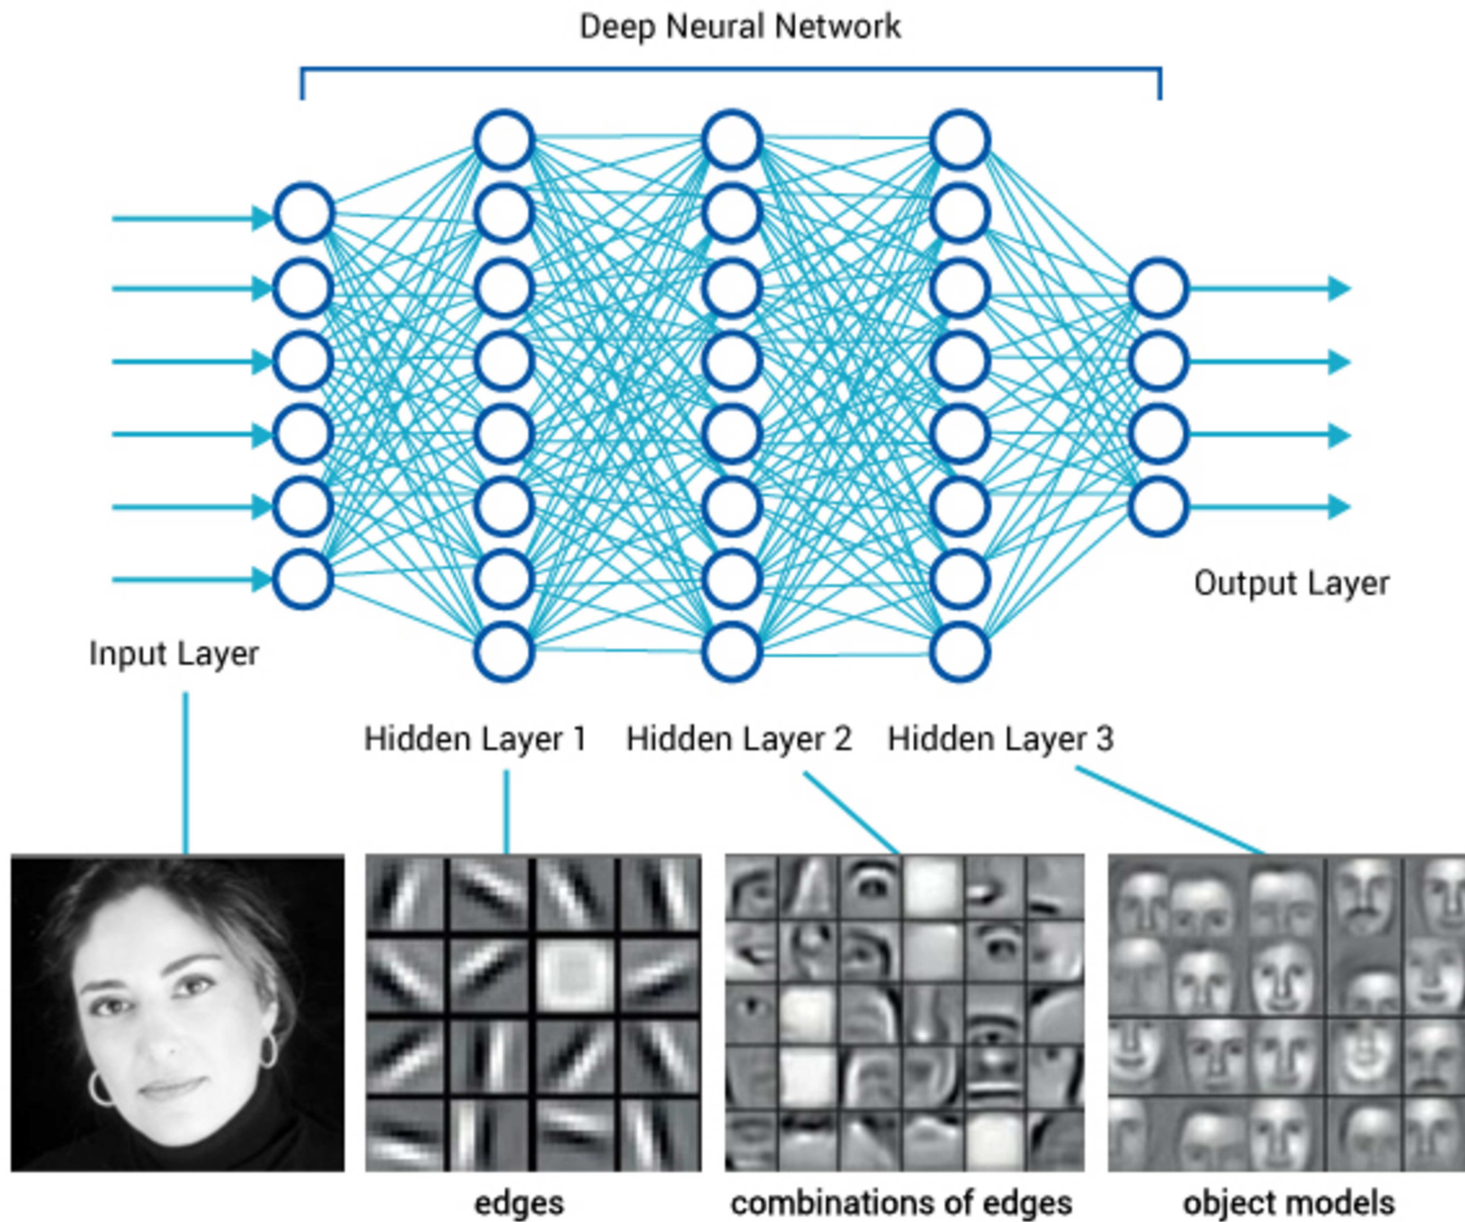 Deep Neural Network
Output Layer
Input Layer
Hidden Layer 1
Hidden Layer 2
Hidden Layer 3
edges
combinations of edges
object models